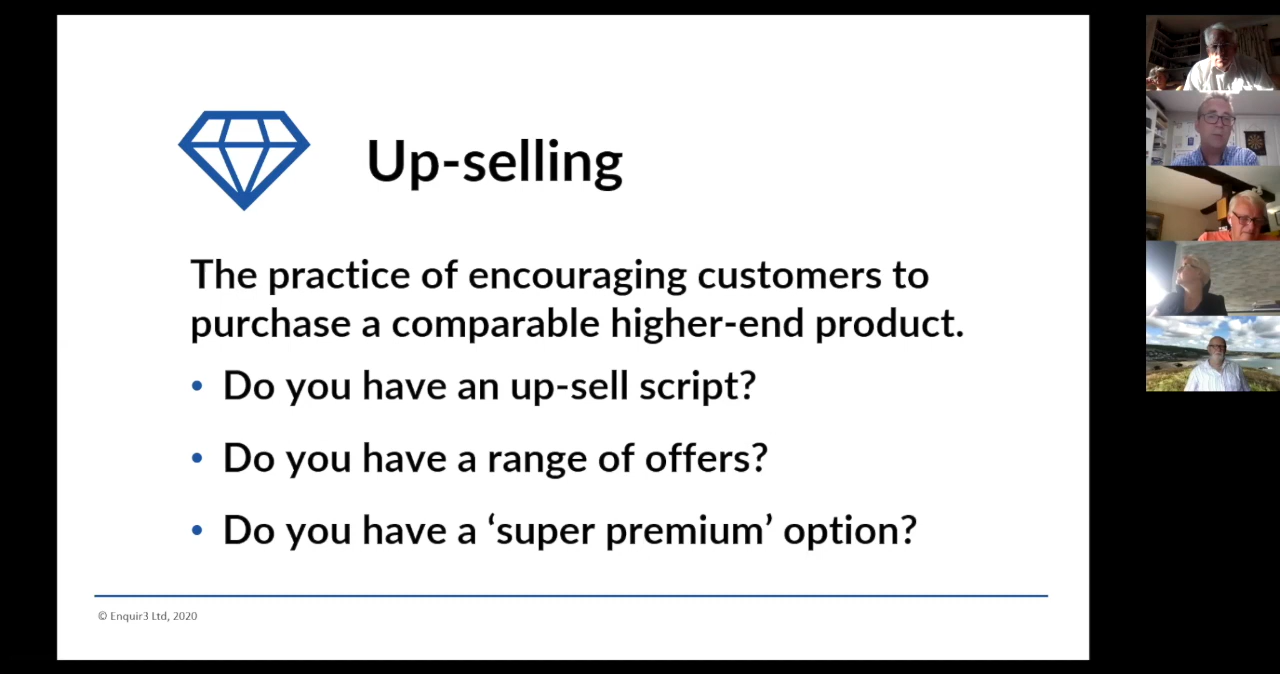 Up-selling
The practice of encouraging customers to
purchase a comparable higher-end product.
• Do you have an up-sell script?
• Do you have a range of offers?
• Do you have a ‘super premium’ option?
© Enquir3 Ltd, 2020